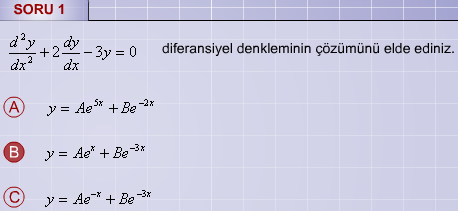 SORU 1
d²y/dx² + 2 dy/dx − 3y = 0 diferansiyel denkleminin çözümünü elde ediniz.
A y = Ae^{5x} + Be^{−2x}
B y = Ae^{x} + Be^{−3x}
C y = Ae^{−x} + Be^{−3x}